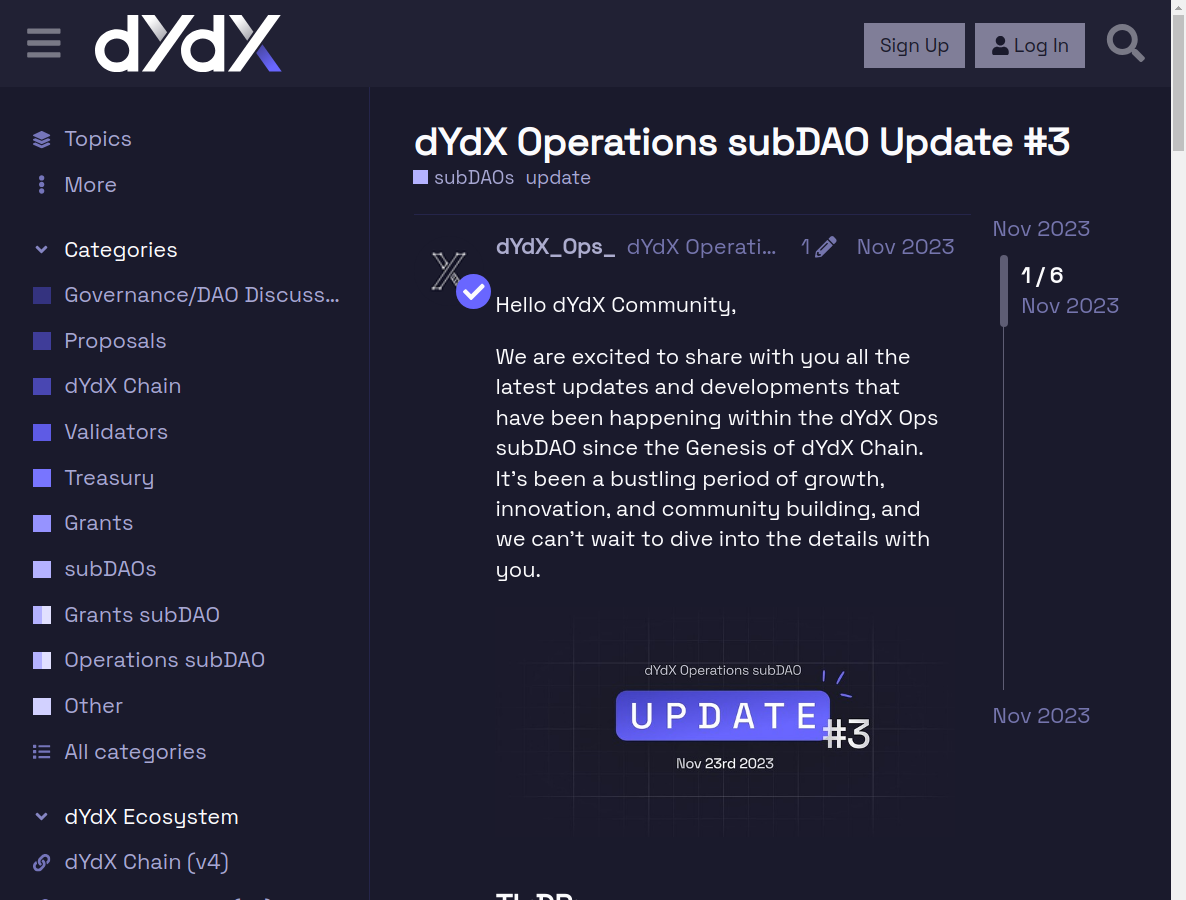 dYdX
Sign Up
Log In
Topics
More
Categories
Governance/DAO Discuss...
Proposals
dYdX Chain
Validators
Treasury
Grants
subDAOs
Grants subDAO
Operations subDAO
Other
All categories
dYdX Ecosystem
dYdX Chain (v4)
dYdX Operations subDAO Update #3
subDAOs update
dYdX_Ops_ dYdX Operati... 1 Nov 2023
Hello dYdX Community,
We are excited to share with you all the
latest updates and developments that
have been happening within the dYdX Ops
subDAO since the Genesis of dYdX Chain.
It's been a bustling period of growth,
innovation, and community building, and
we can't wait to dive into the details with
you.
dYdX Operations subDAO
UPDATE
#3
Nov 23rd 2023
Nov 2023
1 / 6
Nov 2023
Nov 2023